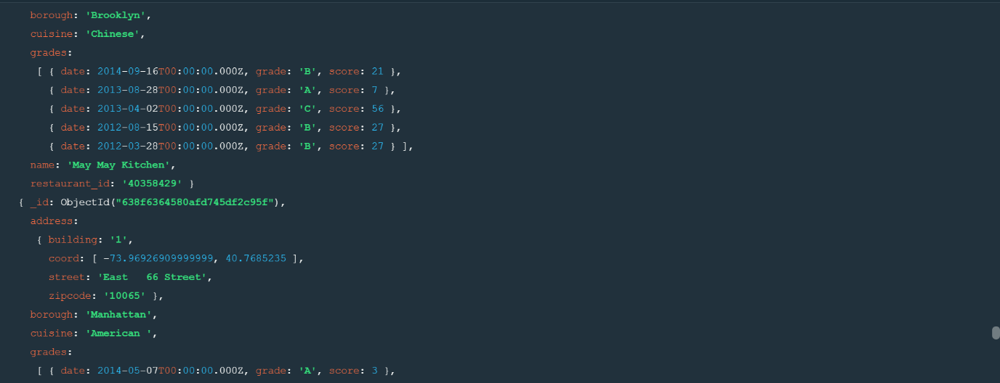 borough: 'Brooklyn',
cuisine: 'Chinese',
grades:
[ { date: 2014-09-16T00:00:00.000Z, grade: 'B', score: 21 },
{ date: 2013-08-28T00:00:00.000Z, grade: 'A', score: 7 },
{ date: 2013-04-02T00:00:00.000Z, grade: 'C', score: 56 },
{ date: 2012-08-15T00:00:00.000Z, grade: 'B', score: 27 },
{ date: 2012-03-28T00:00:00.000Z, grade: 'B', score: 27 } ],
name: 'May May Kitchen',
restaurant_id: '40358429' }
{ _id: ObjectId("638f6364580afd745df2c95f"),
address:
{ building: '1',
coord: [ -73.96926909999999, 40.7685235 ],
street: 'East   66 Street',
zipcode: '10065' },
borough: 'Manhattan',
cuisine: 'American ',
grades:
[ { date: 2014-05-07T00:00:00.000Z, grade: 'A', score: 3 },